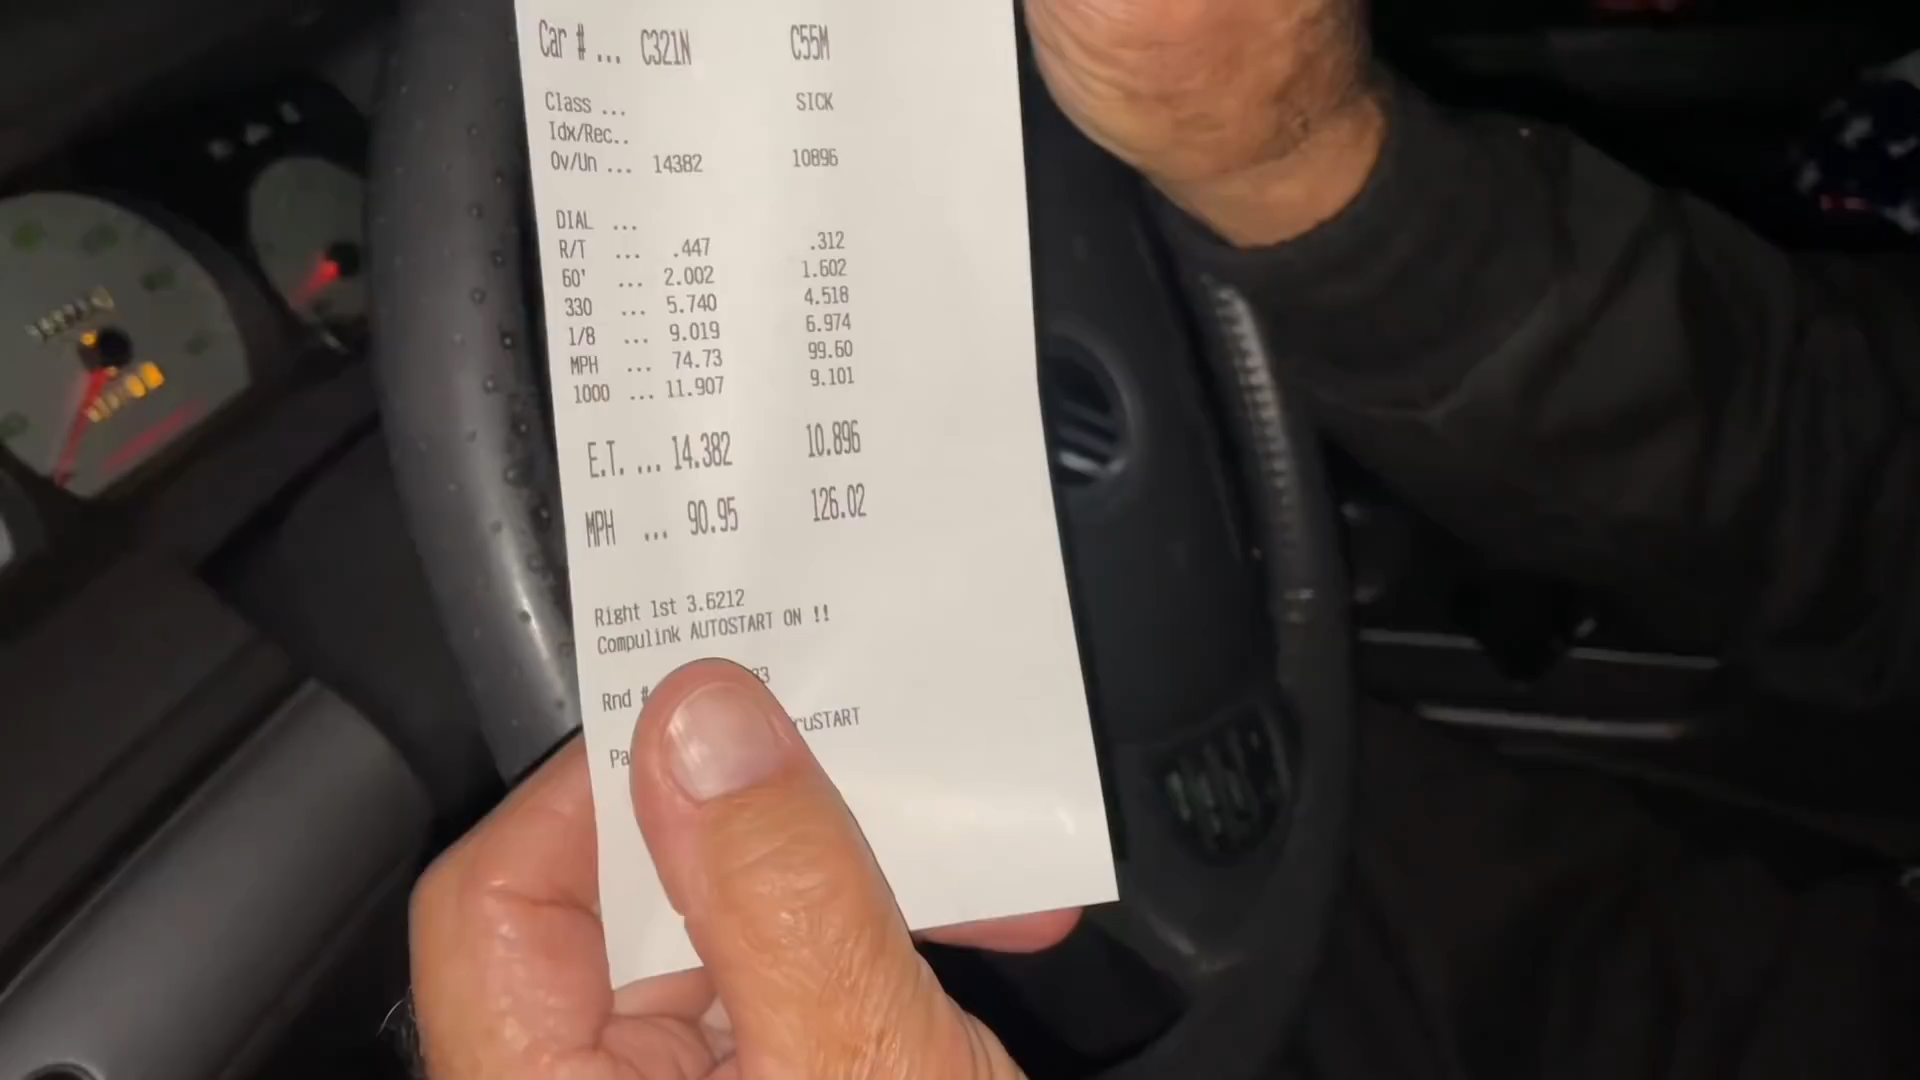 Car # ... C321N C55M
Class ... SICK
Idx/Rec..
Ov/Un ... 14382 10896
DIAL ...
R/T ... .447 .312
60' ... 2.002 1.602
330 ... 5.740 4.518
1/8 ... 9.019 6.974
MPH ... 74.73 99.60
1000 ... 11.907 9.101
E.T. ... 14.382 10.896
MPH ... 90.95 126.02
Right 1st 3.6212
Compulink AUTOSTART ON !!
Rnd #